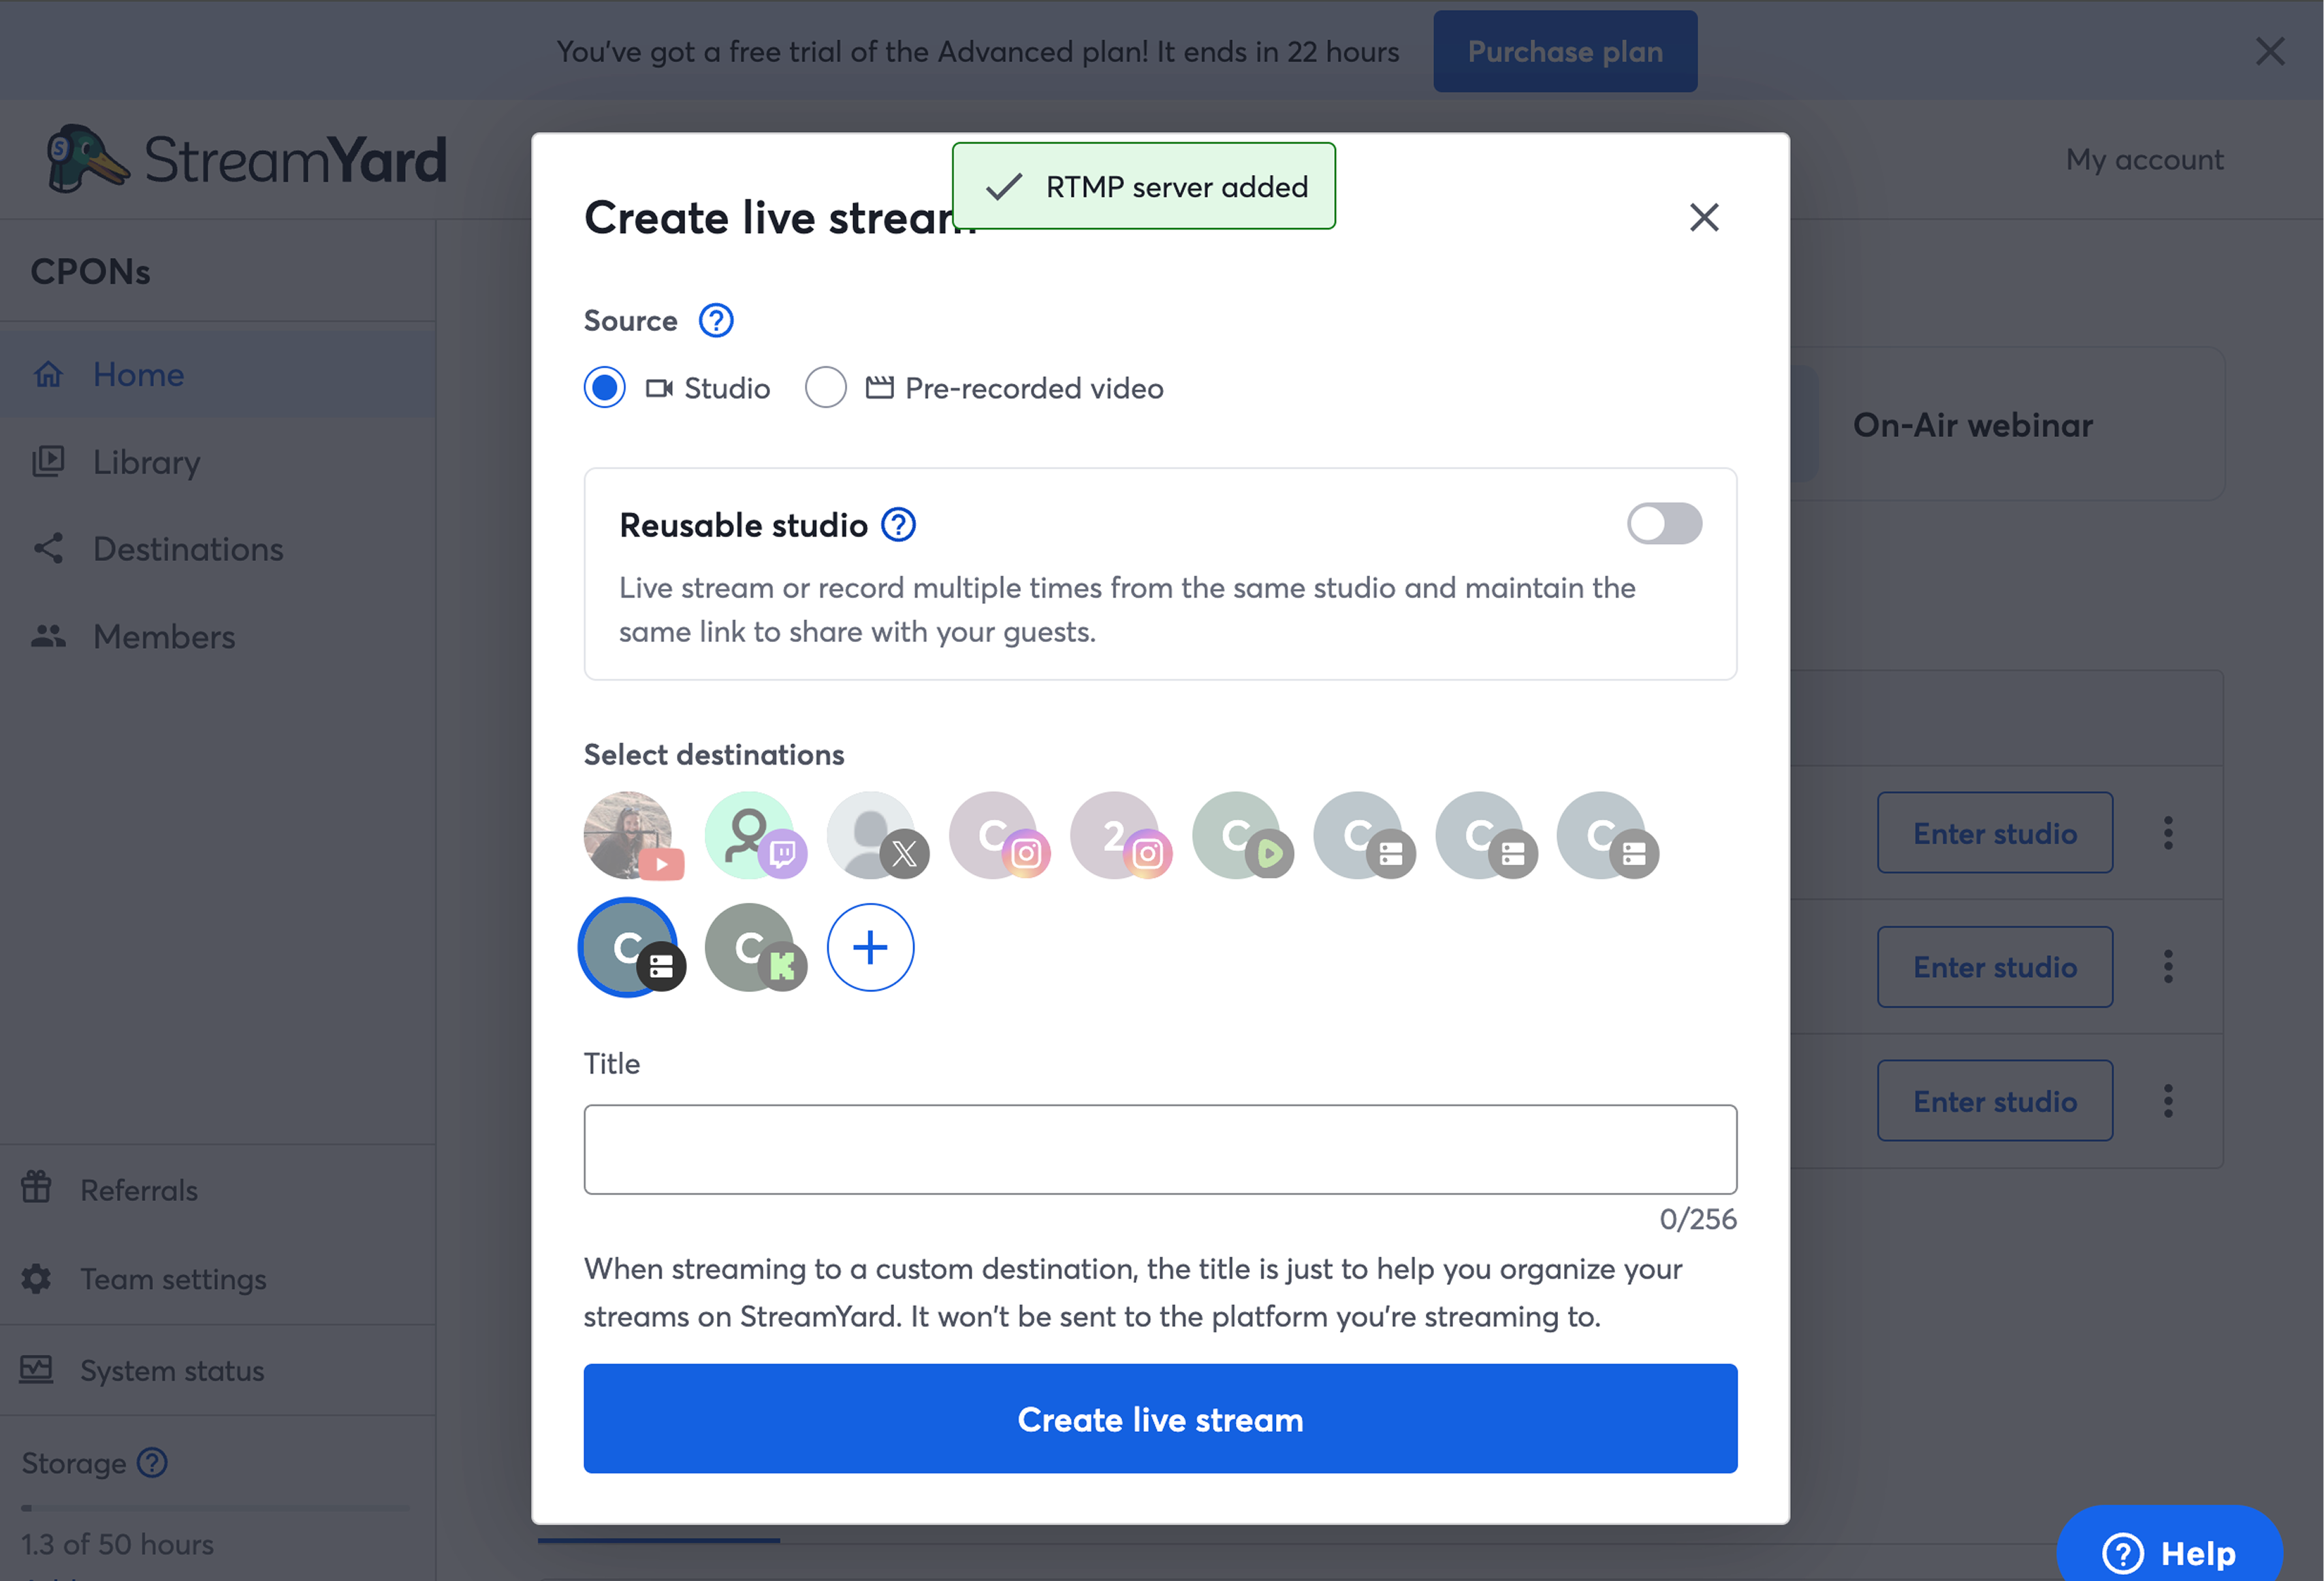 You've got a free trial of the Advanced plan! It ends in 22 hours
Purchase plan
StreamYard
My account
CPONs
Home
Library
Destinations
Members
Referrals
Team settings
System status
Storage
1.3 of 50 hours
RTMP server added
Create live stream
Source
Studio
Pre-recorded video
Reusable studio
Live stream or record multiple times from the same studio and maintain the
same link to share with your guests.
Select destinations
C
2
C
C
C
C
C
C
Title
0/256
When streaming to a custom destination, the title is just to help you organize your
streams on StreamYard. It won't be sent to the platform you're streaming to.
Create live stream
On-Air webinar
Enter studio
Enter studio
Enter studio
Help